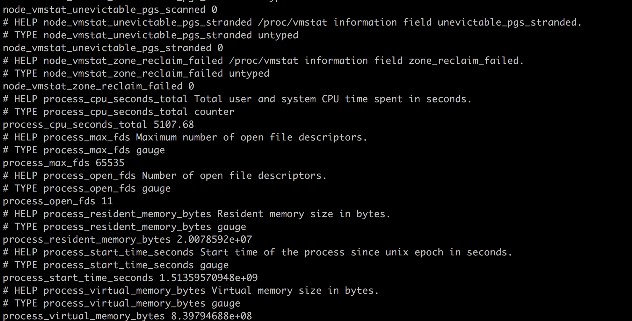 node_vmstat_unevictable_pgs_scanned 0
# HELP node_vmstat_unevictable_pgs_stranded /proc/vmstat information field unevictable_pgs_stranded.
# TYPE node_vmstat_unevictable_pgs_stranded untyped
node_vmstat_unevictable_pgs_stranded 0
# HELP node_vmstat_zone_reclaim_failed /proc/vmstat information field zone_reclaim_failed.
# TYPE node_vmstat_zone_reclaim_failed untyped
node_vmstat_zone_reclaim_failed 0
# HELP process_cpu_seconds_total Total user and system CPU time spent in seconds.
# TYPE process_cpu_seconds_total counter
process_cpu_seconds_total 5107.68
# HELP process_max_fds Maximum number of open file descriptors.
# TYPE process_max_fds gauge
process_max_fds 65535
# HELP process_open_fds Number of open file descriptors.
# TYPE process_open_fds gauge
process_open_fds 11
# HELP process_resident_memory_bytes Resident memory size in bytes.
# TYPE process_resident_memory_bytes gauge
process_resident_memory_bytes 2.0078592e+07
# HELP process_start_time_seconds Start time of the process since unix epoch in seconds.
# TYPE process_start_time_seconds gauge
process_start_time_seconds 1.51359570948e+09
# HELP process_virtual_memory_bytes Virtual memory size in bytes.
# TYPE process_virtual_memory_bytes gauge
process_virtual_memory_bytes 8.39794688e+08